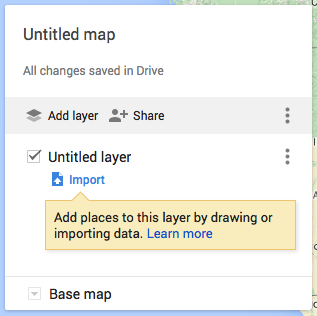 Untitled map
All changes saved in Drive
Add layer Share
Untitled layer
Import
Add places to this layer by drawing or
importing data. Learn more
Base map